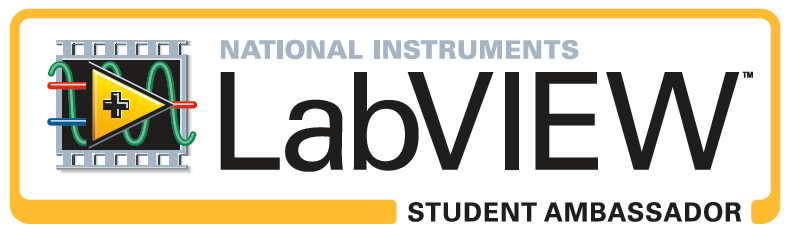 NATIONAL INSTRUMENTS
LabVIEW™
STUDENT AMBASSADOR